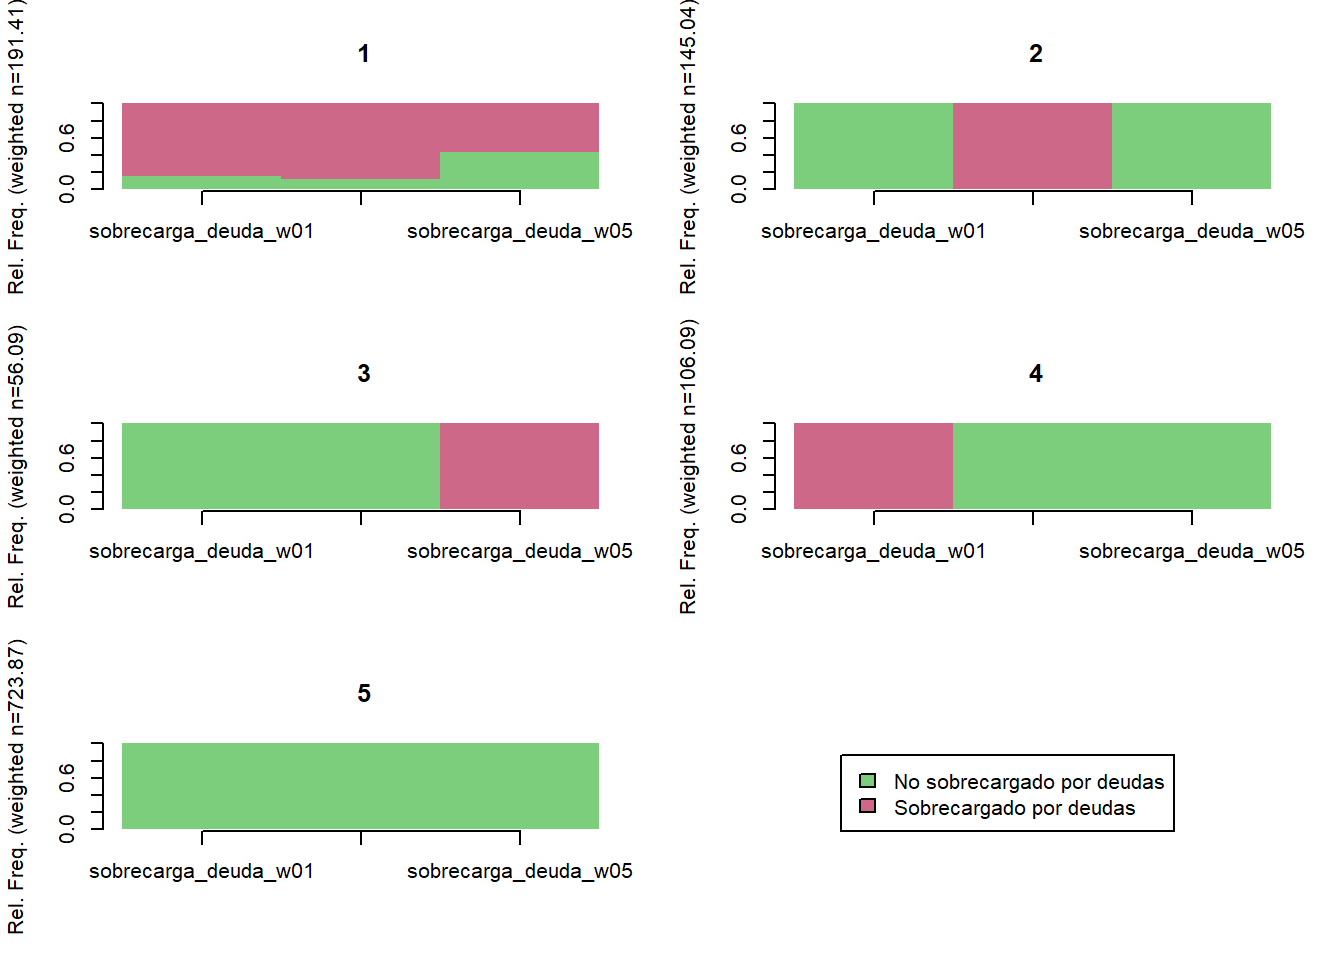 1
Rel. Freq. (weighted n=191.41)
0.6
0.0
sobrecarga_deuda_w01
sobrecarga_deuda_w05
2
Rel. Freq. (weighted n=145.04)
0.6
0.0
sobrecarga_deuda_w01
sobrecarga_deuda_w05
3
Rel. Freq. (weighted n=56.09)
0.6
0.0
sobrecarga_deuda_w01
sobrecarga_deuda_w05
4
Rel. Freq. (weighted n=106.09)
0.6
0.0
sobrecarga_deuda_w01
sobrecarga_deuda_w05
5
Rel. Freq. (weighted n=723.87)
0.6
0.0
sobrecarga_deuda_w01
sobrecarga_deuda_w05
No sobrecargado por deudas
Sobrecargado por deudas